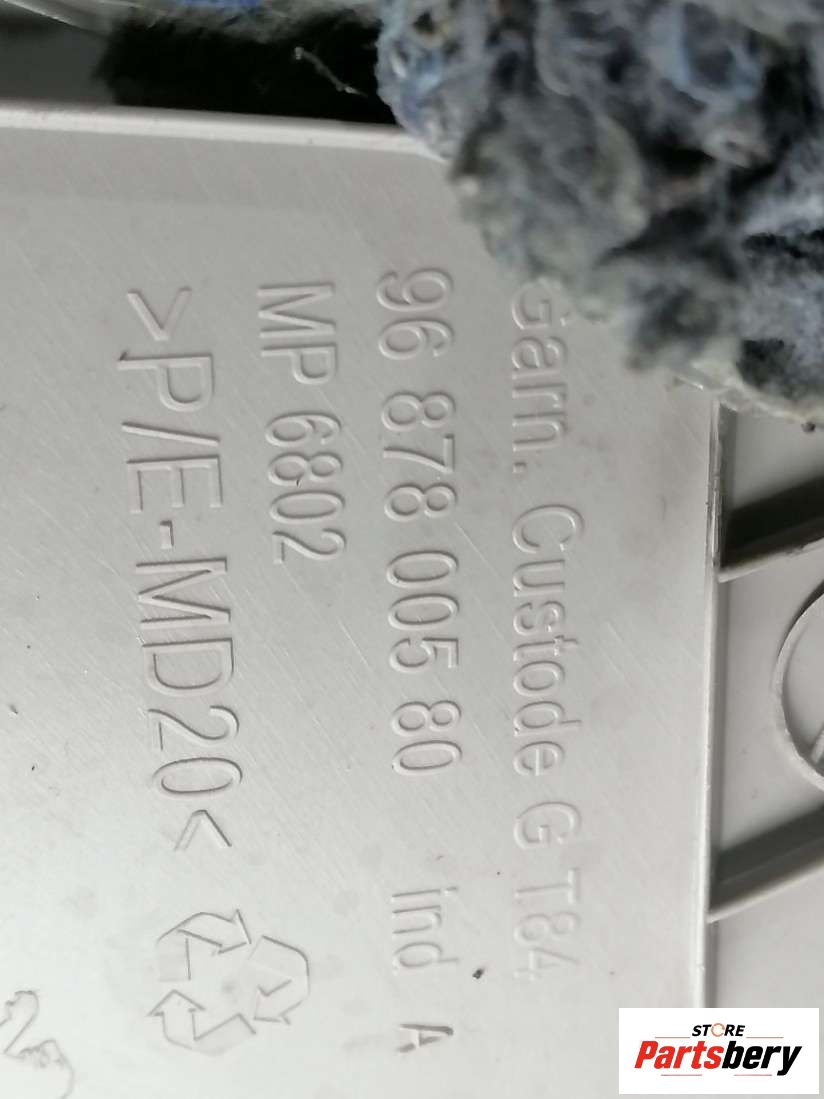 Garn. Custode G T84
96 878 005 80 Ind A
MP 6802
>P/E-MD20<
STORE
Partsbery